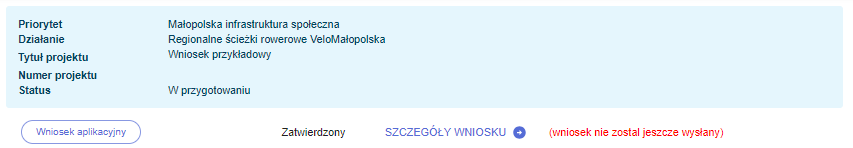 Priorytet Małopolska infrastruktura społeczna
Działanie Regionalne ścieżki rowerowe VeloMałopolska
Tytuł projektu Wniosek przykładowy
Numer projektu
Status W przygotowaniu
Wniosek aplikacyjny Zatwierdzony SZCZEGÓŁY WNIOSKU (wniosek nie zostal jeszcze wysłany)